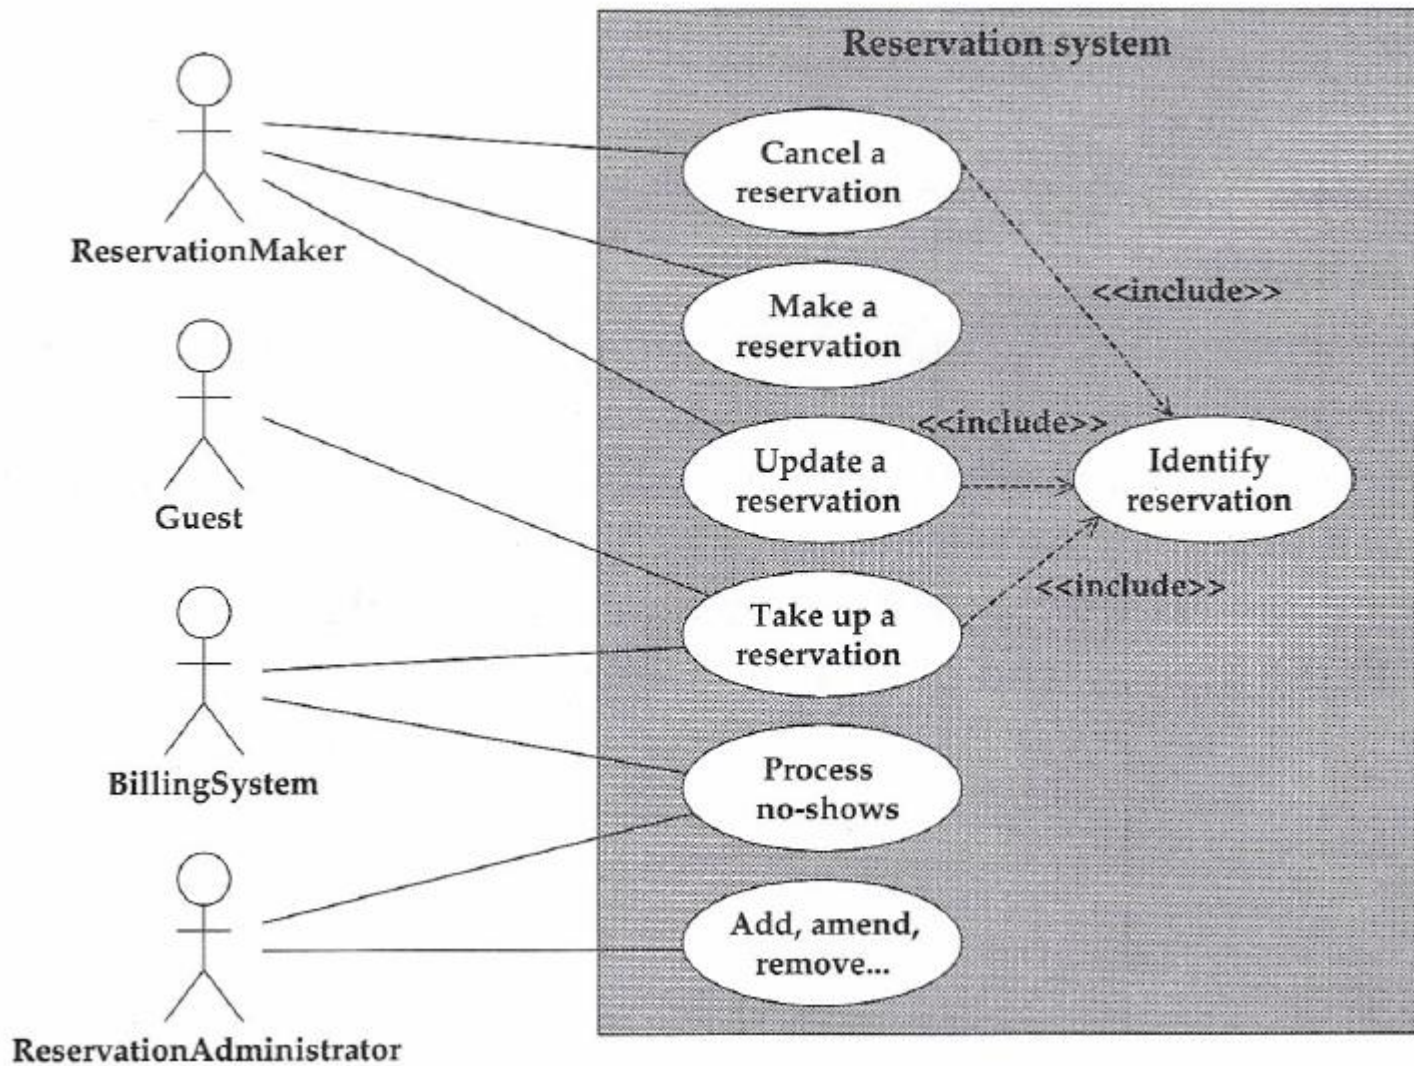 Reservation system
ReservationMaker
Guest
BillingSystem
ReservationAdministrator
Cancel a
reservation
Make a
reservation
Update a
reservation
Take up a
reservation
Process
no-shows
Add, amend,
remove...
<<include>>
<<include>>
<<include>>
Identify
reservation